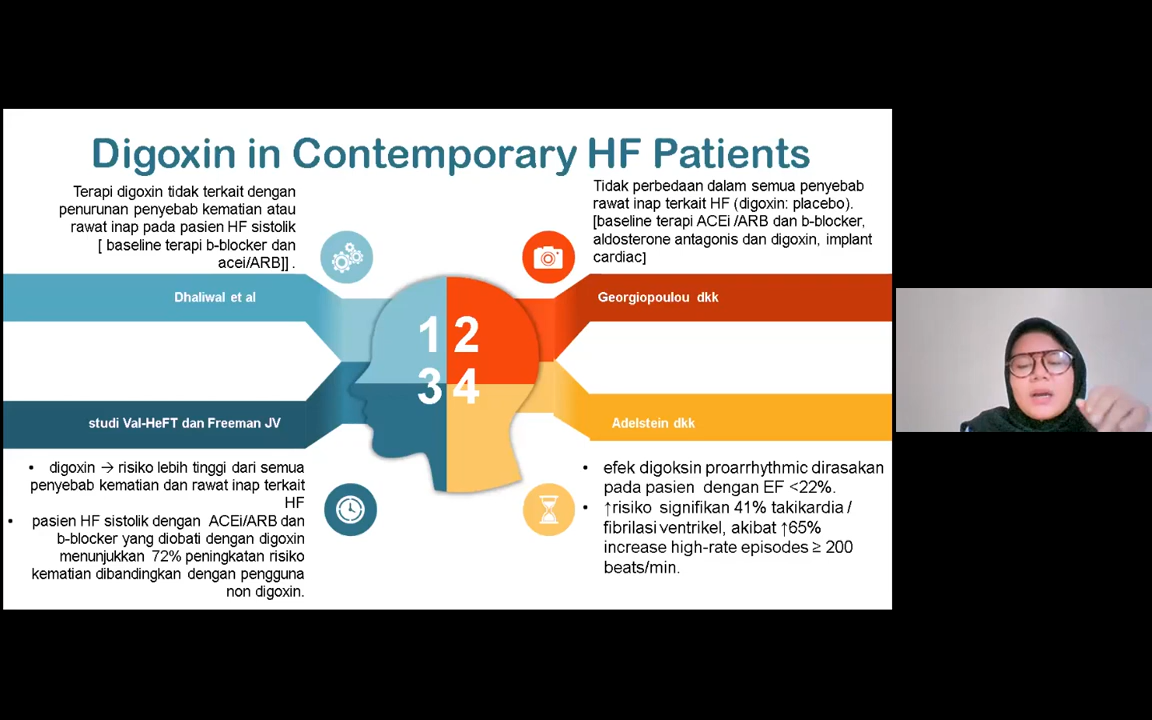 Digoxin in Contemporary HF Patients
Terapi digoxin tidak terkait dengan
penurunan penyebab kematian atau
rawat inap pada pasien HF sistolik
[ baseline terapi b-blocker dan
acei/ARB]] .
Dhaliwal et al
Tidak perbedaan dalam semua penyebab
rawat inap terkait HF (digoxin: placebo).
[baseline terapi ACEi /ARB dan b-blocker,
aldosterone antagonis dan digoxin, implant
cardiac]
Georgiopoulou dkk
1 2
3 4
studi Val-HeFT dan Freeman JV
• digoxin → risiko lebih tinggi dari semua
penyebab kematian dan rawat inap terkait
HF
• pasien HF sistolik dengan ACEi/ARB dan
b-blocker yang diobati dengan digoxin
menunjukkan 72% peningkatan risiko
kematian dibandingkan dengan pengguna
non digoxin.
Adelstein dkk
• efek digoksin proarrhythmic dirasakan
pada pasien dengan EF <22%.
• ↑risiko signifikan 41% takikardia /
fibrilasi ventrikel, akibat ↑65%
increase high-rate episodes ≥ 200
beats/min.